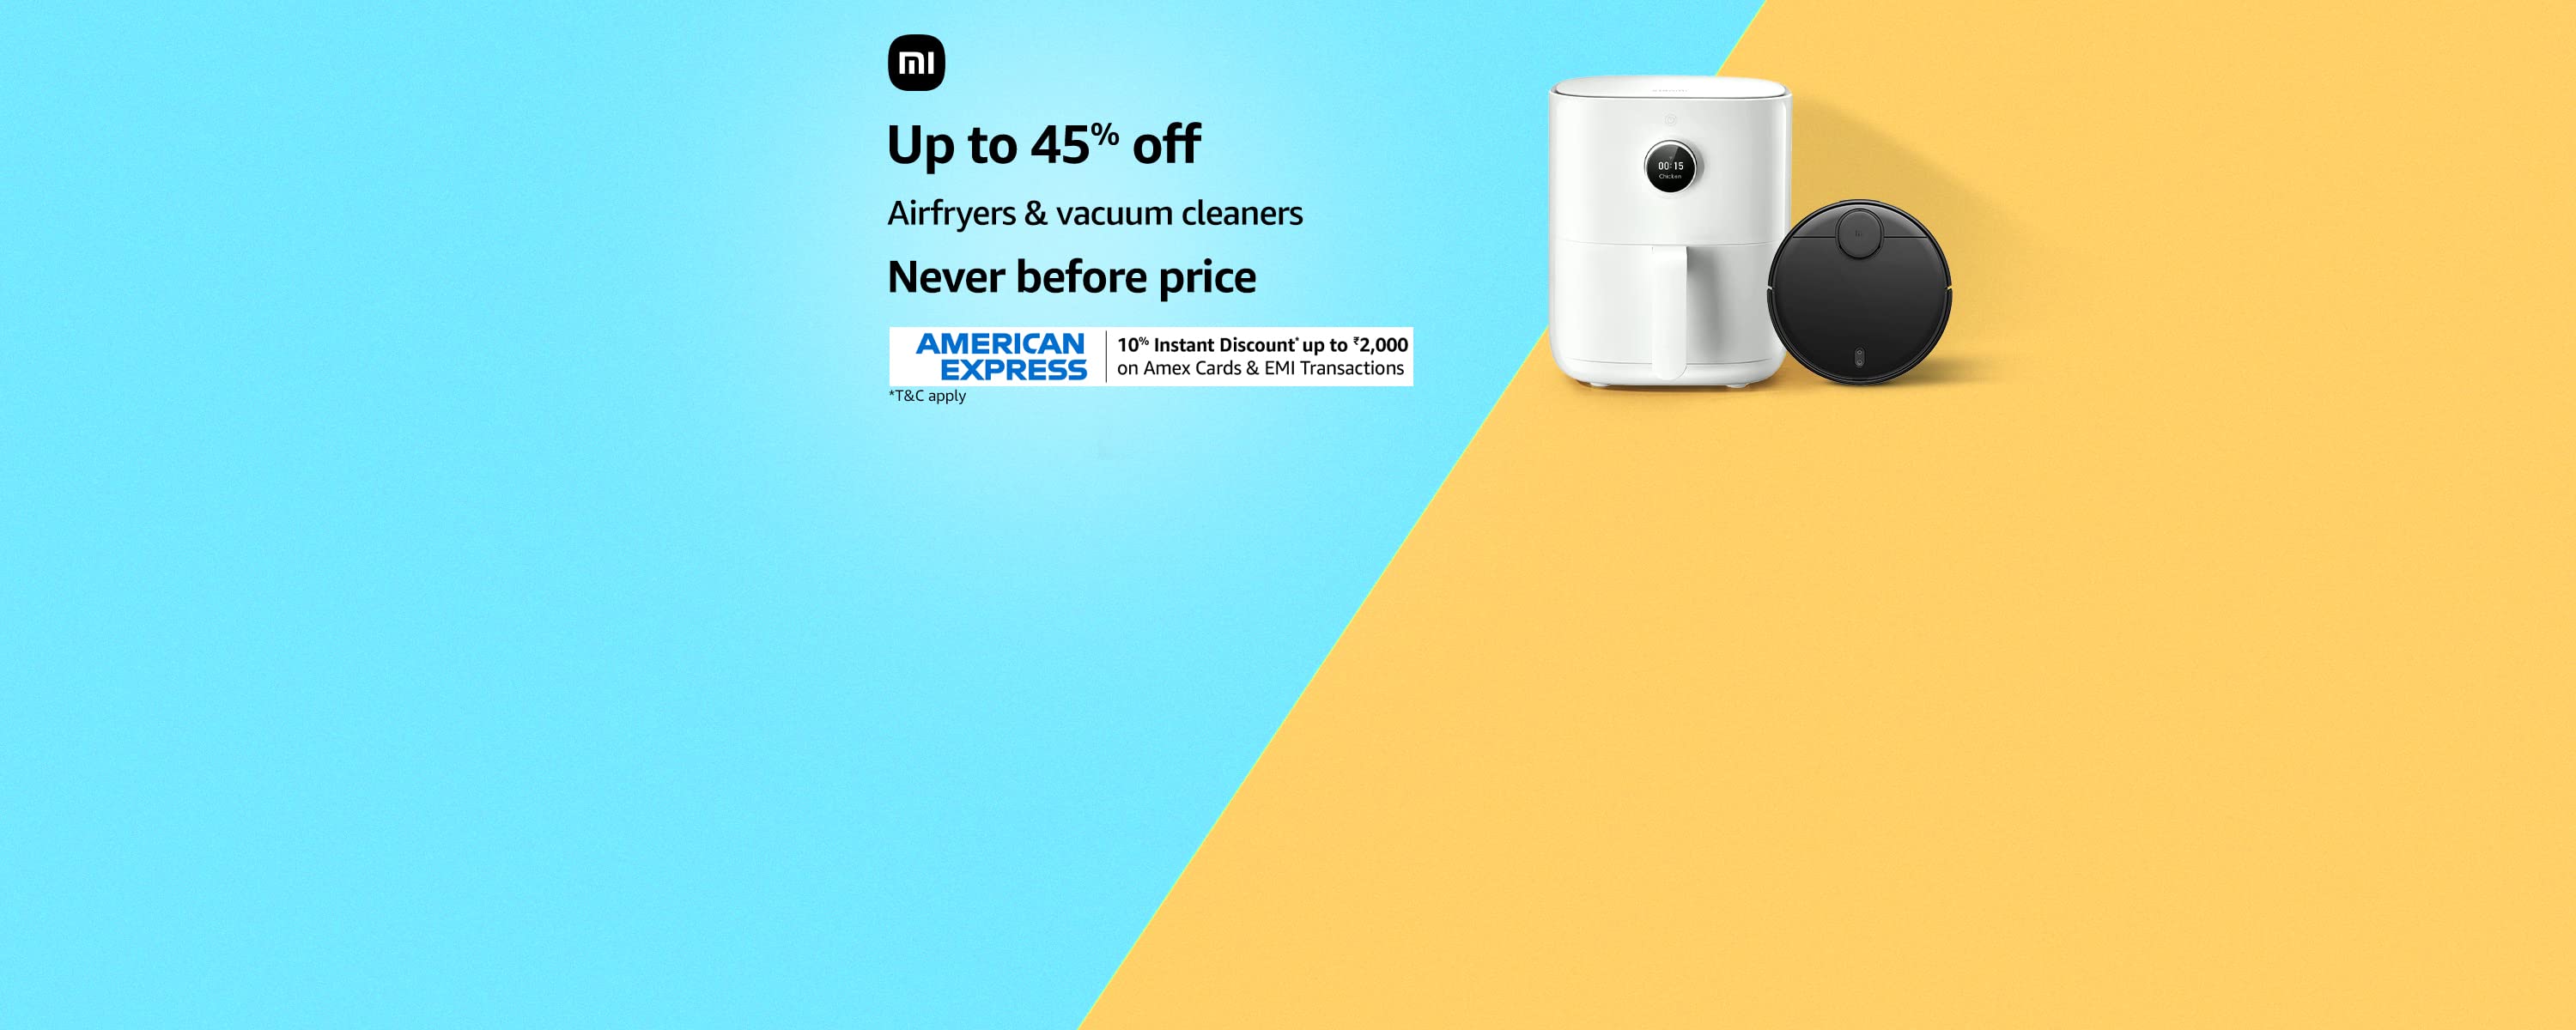 mi
Up to 45% off
Airfryers & vacuum cleaners
Never before price
AMERICAN
EXPRESS
10% Instant Discount* up to ₹2,000
on Amex Cards & EMI Transactions
*T&C apply
00:15
Chicken